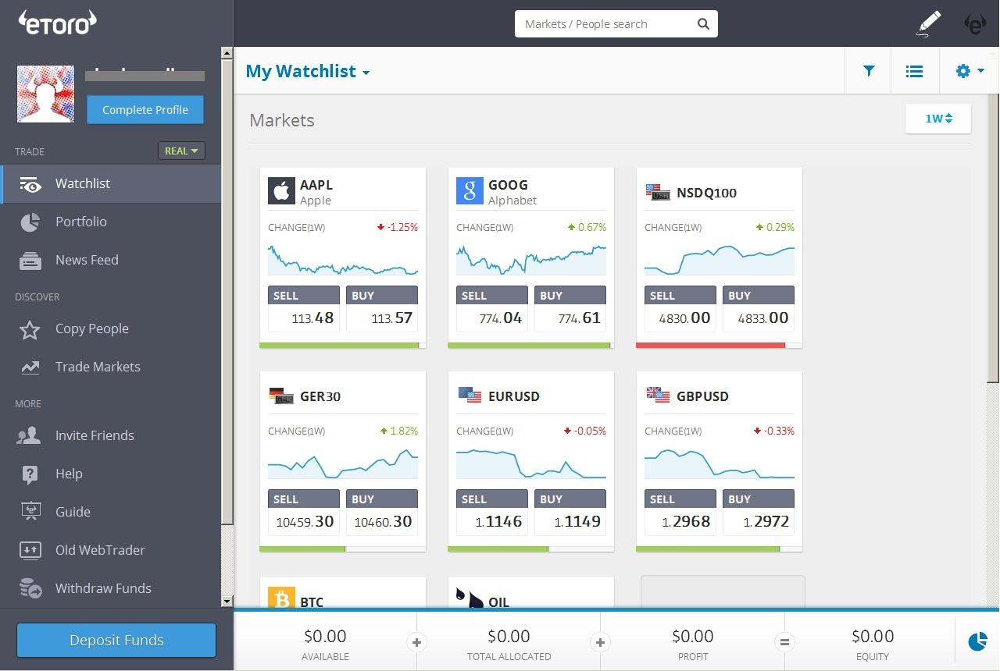 eTORO
Markets / People search
Complete Profile
TRADE
REAL
Watchlist
Portfolio
News Feed
DISCOVER
Copy People
Trade Markets
MORE
Invite Friends
Help
Guide
Old WebTrader
Withdraw Funds
Deposit Funds
My Watchlist
Markets
1W
AAPL
Apple
CHANGE(1W) -1.25%
SELL BUY
113.48 113.57
GOOG
Alphabet
CHANGE(1W) 0.67%
SELL BUY
774.04 774.61
NSDQ100
CHANGE(1W) 0.29%
SELL BUY
4830.00 4833.00
GER30
CHANGE(1W) 1.82%
SELL BUY
10459.30 10460.30
EURUSD
CHANGE(1W) -0.05%
SELL BUY
1.1146 1.1149
GBPUSD
CHANGE(1W) -0.33%
SELL BUY
1.2968 1.2972
BTC
OIL
$0.00
AVAILABLE
+
$0.00
TOTAL ALLOCATED
+
$0.00
PROFIT
=
$0.00
EQUITY